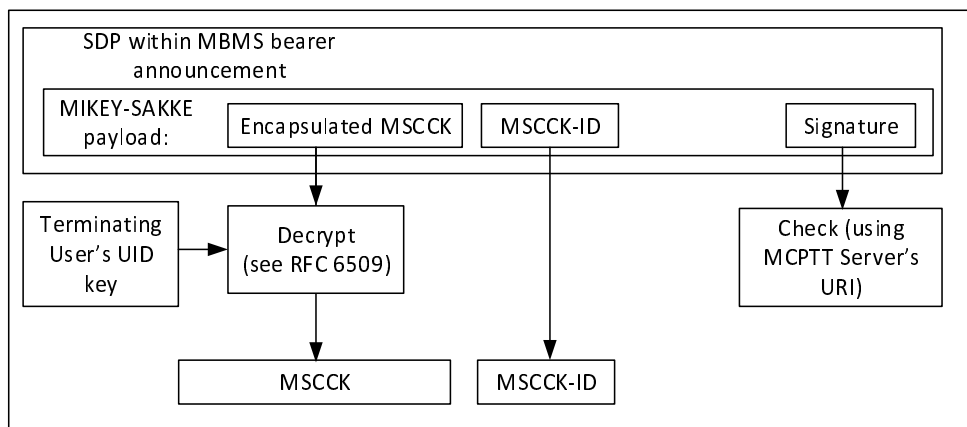 SDP within MBMS bearer
announcement
MIKEY-SAKKE
payload:
Encapsulated MSCCK
MSCCK-ID
Signature
Terminating
User’s UID
key
Decrypt
(see RFC 6509)
Check (using
MCPTT Server’s
URI)
MSCCK
MSCCK-ID